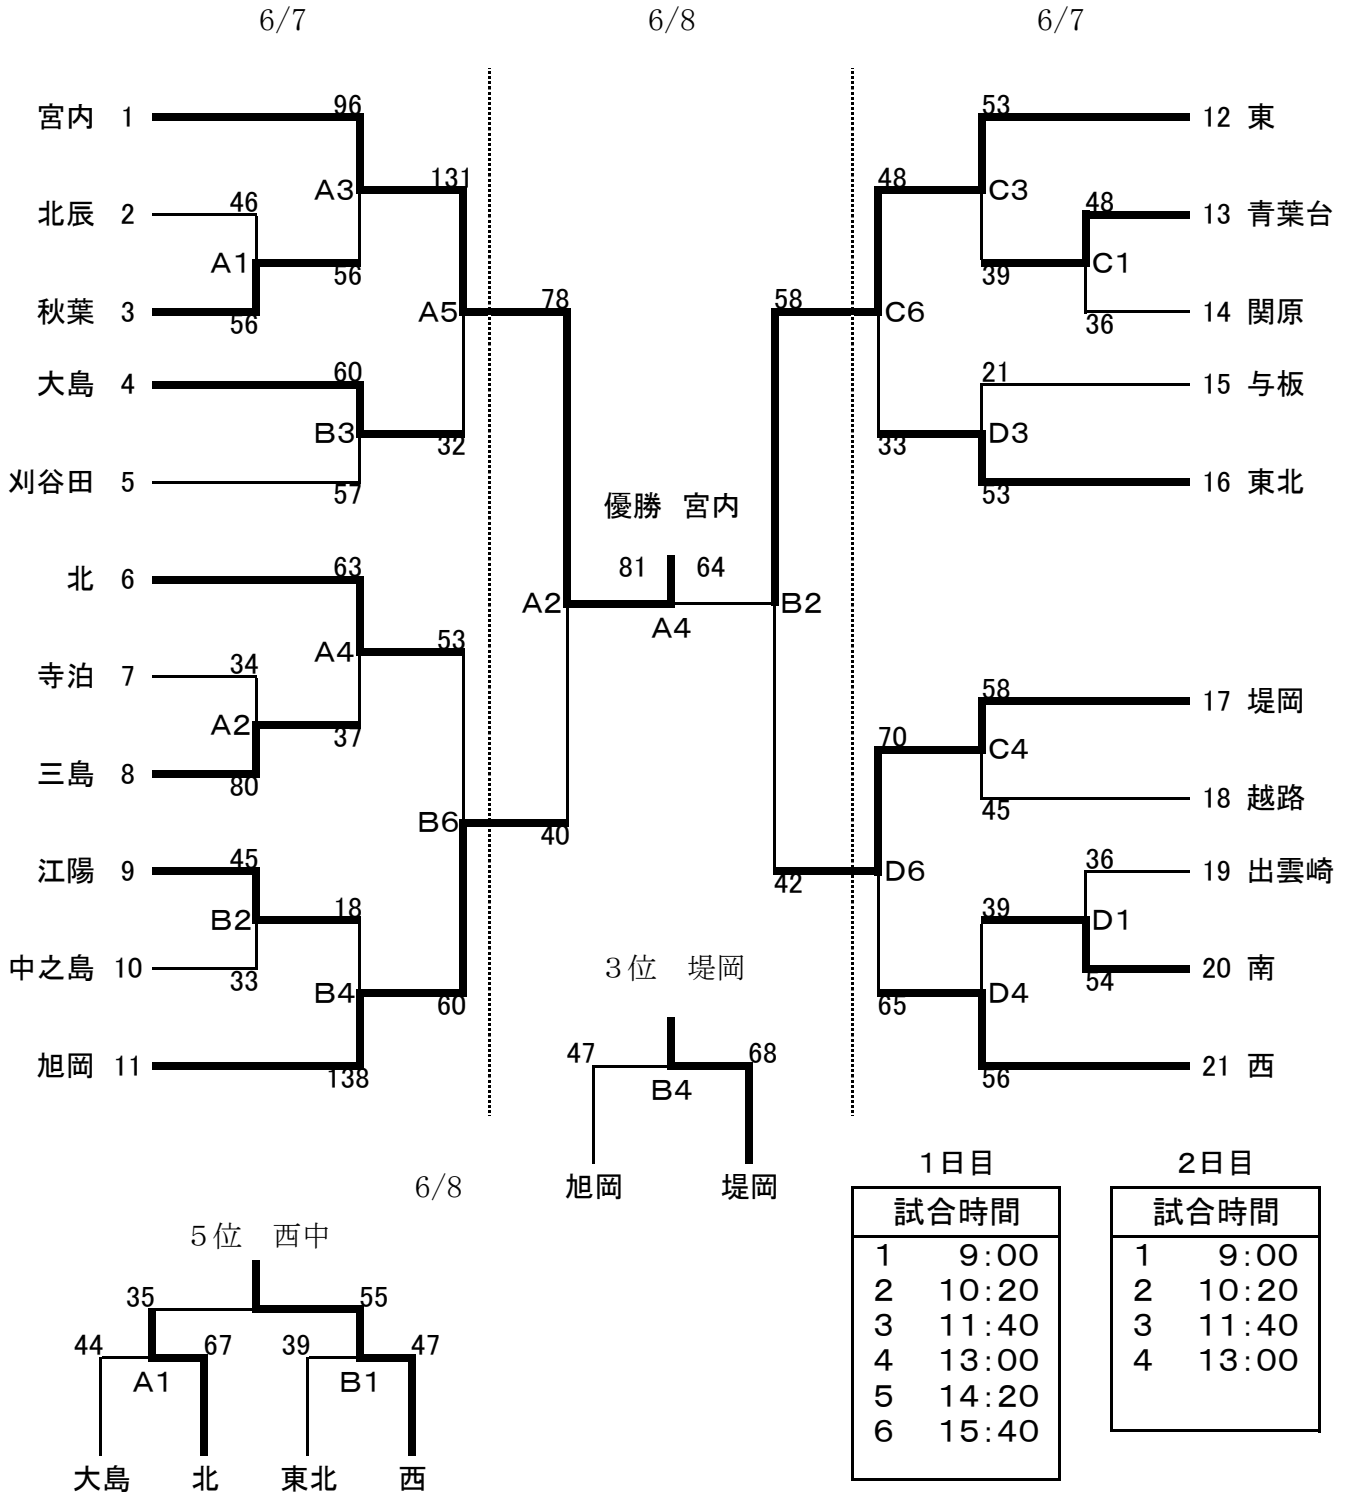 6/7
6/8
6/7
宮内 1
96
53
12 東
A3
131
48
C3
北辰 2
46
48
13 青葉台
A1
56
39
C1
秋葉 3
56
A5
78
58
C6
36
14 関原
大島 4
60
21
15 与板
B3
32
33
D3
刈谷田 5
57
53
16 東北
優勝 宮内
北 6
63
81
64
A2
B2
A4
A4
53
寺泊 7
34
58
17 堤岡
A2
37
70
C4
三島 8
80
45
18 越路
B6
40
江陽 9
45
42
D6
36
19 出雲崎
B2
18
39
D1
中之島 10
33
３位 堤岡
54
20 南
B4
60
65
D4
旭岡 11
138
47
68
56
21 西
B4
旭岡 堤岡
6/8
５位 西中
35
55
44
67
39
47
A1
B1
大島 北 東北 西
1日目
試合時間
1 9:00
2 10:20
3 11:40
4 13:00
5 14:20
6 15:40
2日目
試合時間
1 9:00
2 10:20
3 11:40
4 13:00